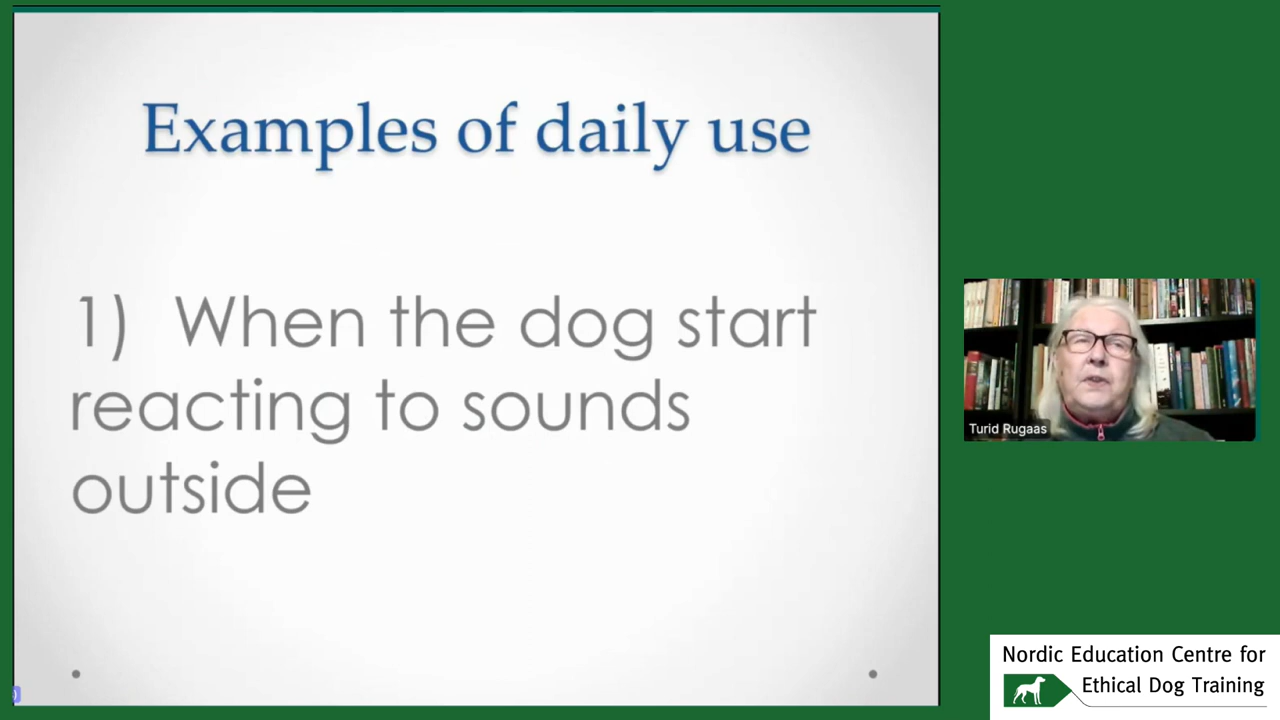 Examples of daily use
1) When the dog start
reacting to sounds
outside
Turid Rugaas
Nordic Education Centre for
Ethical Dog Training